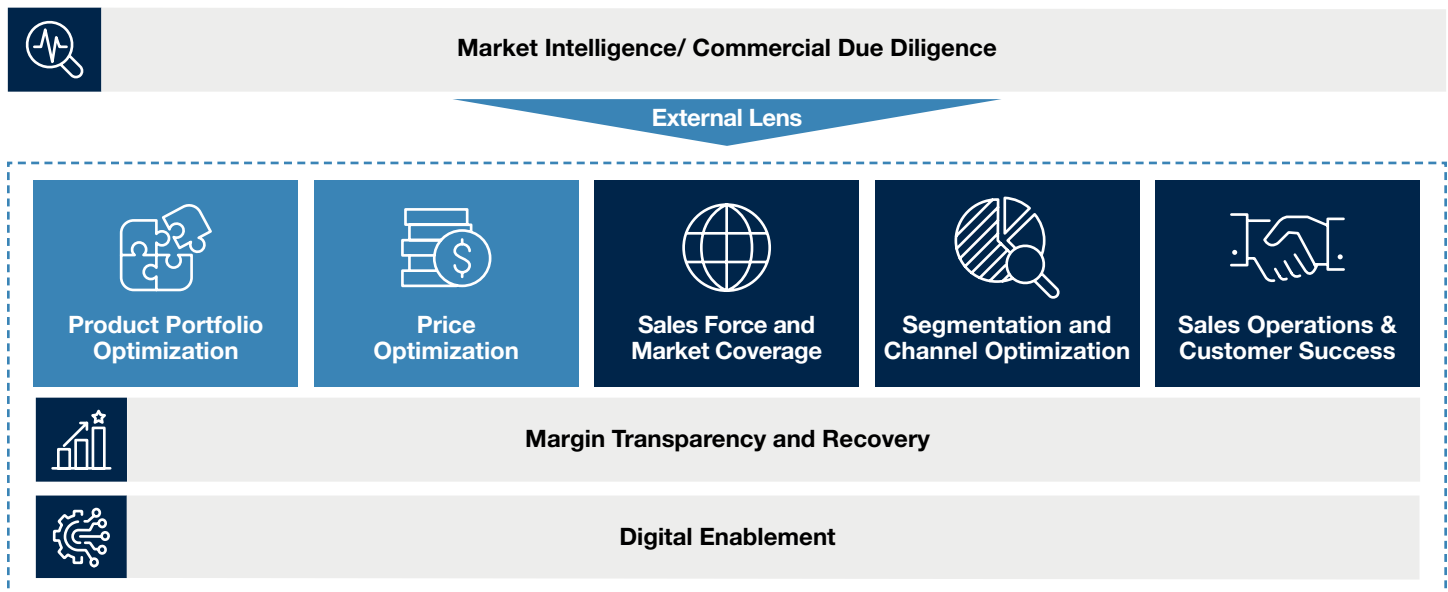 Market Intelligence/ Commercial Due Diligence
External Lens
Product Portfolio
Optimization
Price
Optimization
Sales Force and
Market Coverage
Segmentation and
Channel Optimization
Sales Operations &
Customer Success
Margin Transparency and Recovery
Digital Enablement